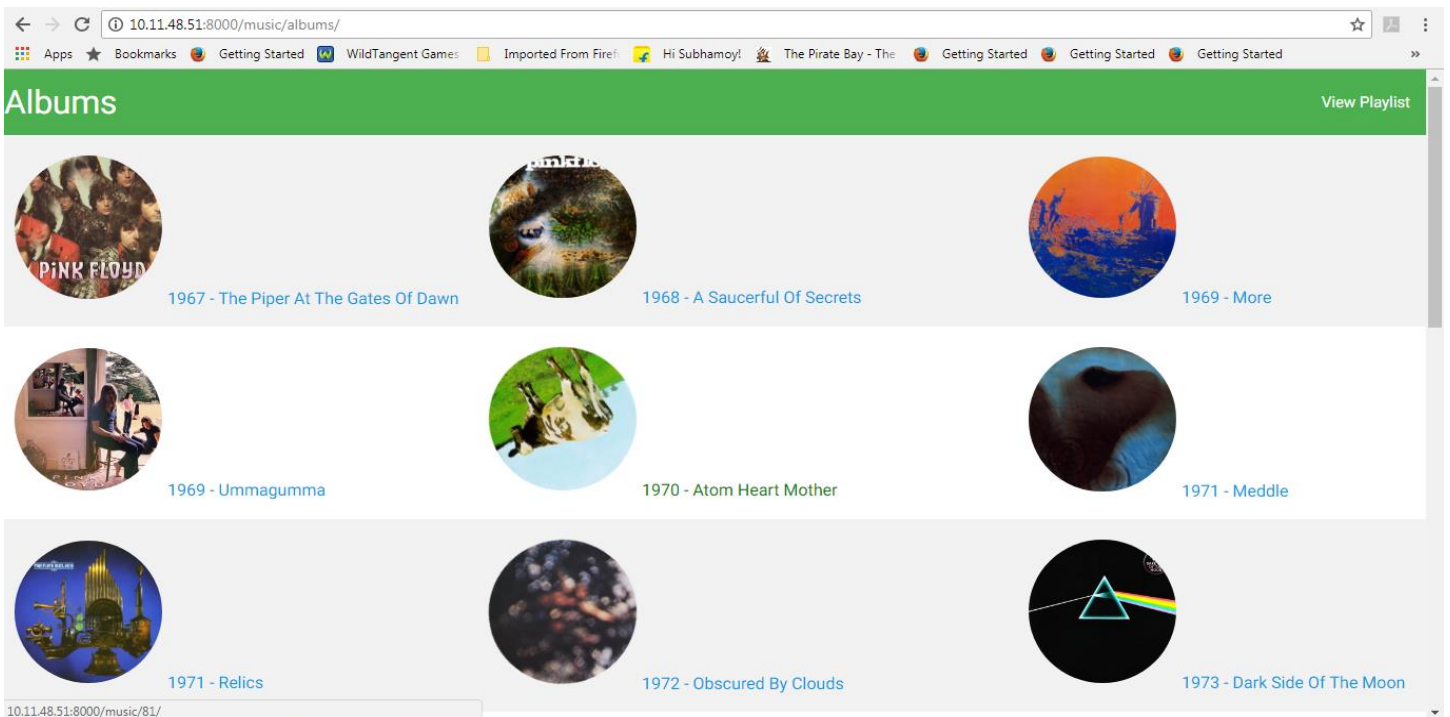 10.11.48.51:8000/music/albums/
Apps Bookmarks Getting Started WildTangent Games Imported From Firef Hi Subhamoy! The Pirate Bay - The Getting Started Getting Started Getting Started »
Albums View Playlist
PiNK FLOYD
pinkflo
1967 - The Piper At The Gates Of Dawn 1968 - A Saucerful Of Secrets 1969 - More
1969 - Ummagumma 1970 - Atom Heart Mother 1971 - Meddle
1971 - Relics 1972 - Obscured By Clouds 1973 - Dark Side Of The Moon
10.11.48.51:8000/music/81/